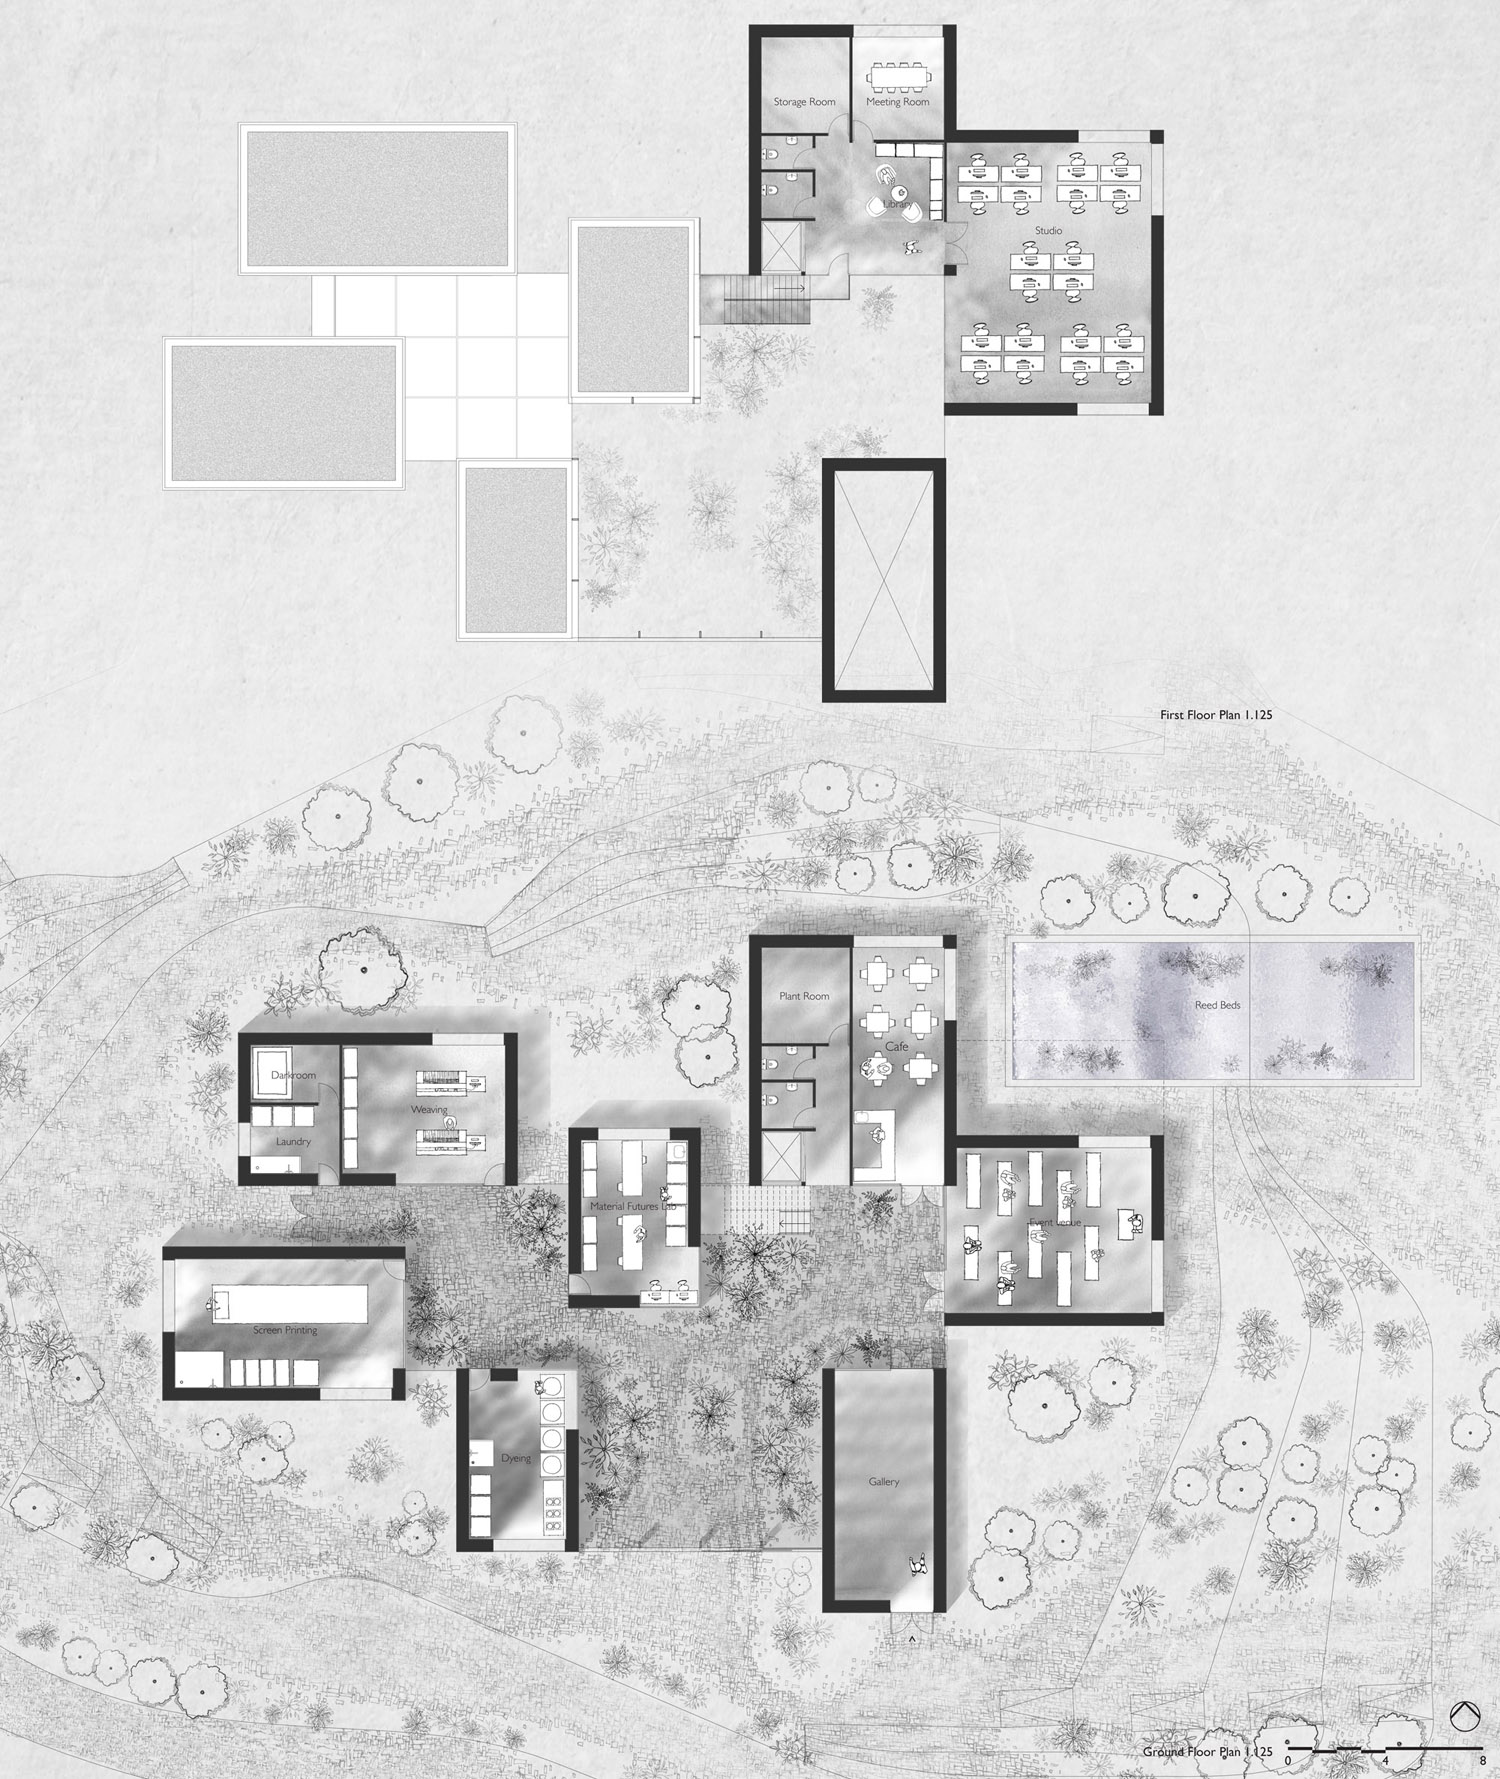 Storage Room
Meeting Room
Library
Studio
First Floor Plan 1.125
Plant Room
Cafe
Reed Beds
Darkroom
Weaving
Laundry
Material Futures Lab
Event venue
Screen Printing
Dyeing
Gallery
Ground Floor Plan 1.125
0 4 8